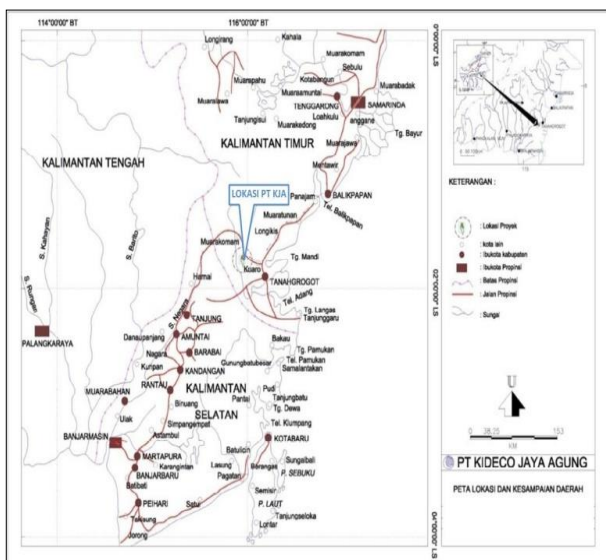 114°00'00" BT
116°00'00" BT
0°00'00" LS
Longirang
Kahala
Muarakomam
Sebulu
Kotabangun
Muarapahu
Muaramuntai
Muarabadak
TENGGARONG
SAMARINDA
Muaralawa
Loahkulu
anggana
Tanjungisui
Muarakedang
Tg. Bayur
KALIMANTAN TIMUR
Muarajawa
Mentawir
KALIMANTAN TENGAH
LOKASI PT KJA
Panajam
BALIKPAPAN
Tel. Balikpapan
S. Kahayan
S. Barito
Muaratunan
Longikis
Muarakomam
Tg. Mandi
Kuaro
TANAHGROGOT
02°00'00" LS
Tel. Adang
S. Rungan
S. Negara
TANJUNG
Tg. Langas
Tanjunggaru
PALANGKARAYA
Danaupanjang
AMUNTAI
Bakau
BARABAI
Tg. Pamukan
Nagara
Gunungbatubesar
Tel. Pamukan
Kuripan
KANDANGAN
Samalantakan
MUARABAHAN
RANTAU
KALIMANTAN
SELATAN
Pudi
Tanjungbatu
Binuang
Pantai
Tg. Dewa
Ulak
Simpangempat
Tel. Klumpang
BANJARMASIN
Astambul
KOTABARU
Batulicin
MARTAPURA
Karangintan
Lasung
Sungaibali
BANJARBARU
Pagatan
Berangas
P. SEBUKU
Batibati
Semisir
PEIHARI
Satui
P. LAUT
Takisung
Tanjungseloka
Jorong
Lontar
04°00'00" LS
KETERANGAN :
: Lokasi Proyek
: kota lain
: Ibukota kabupaten
: Ibukota Propinsi
: Batas Propinsi
: Jalan Propinsi
: Sungai
U
0 38,25 153
KM
PT KIDECO JAYA AGUNG
PETA LOKASI DAN KESAMPAIAN DAERAH